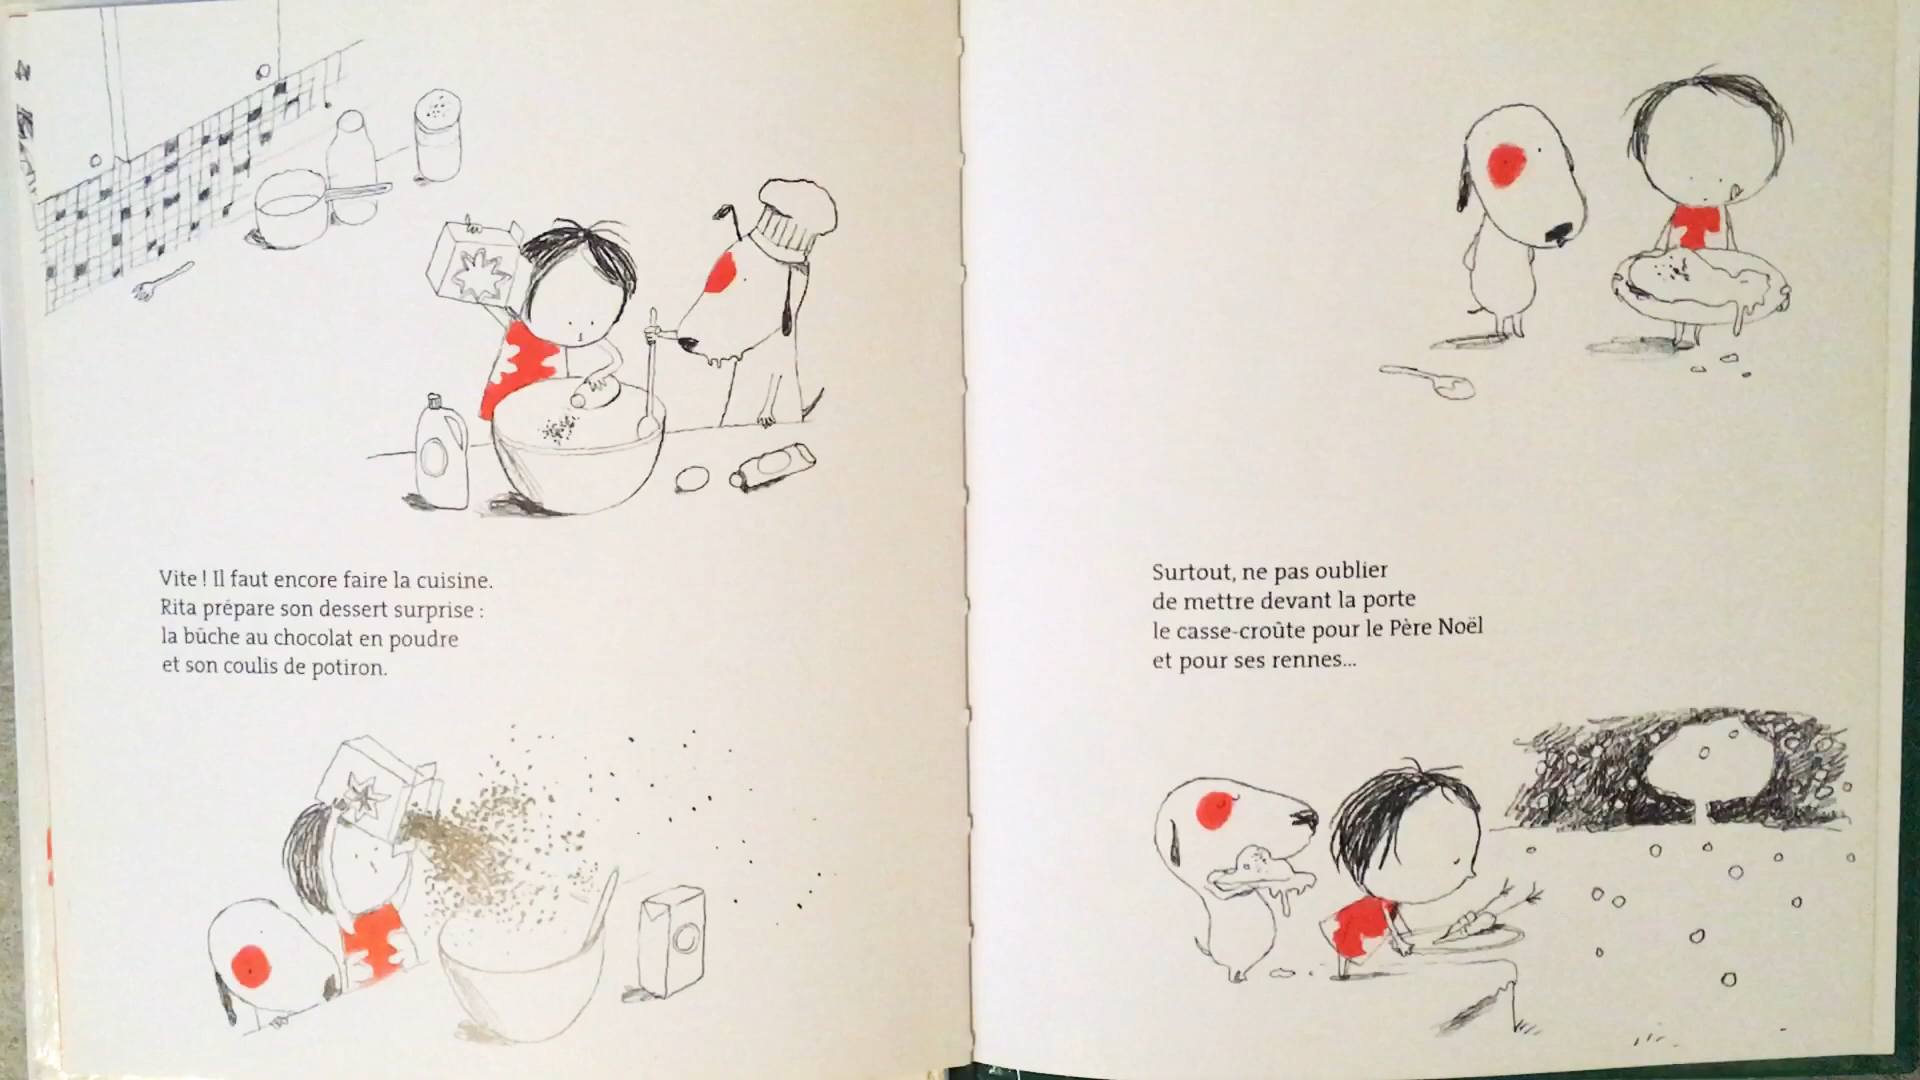 Vite ! Il faut encore faire la cuisine.
Rita prépare son dessert surprise :
la bûche au chocolat en poudre
et son coulis de potiron.
Surtout, ne pas oublier
de mettre devant la porte
le casse-croûte pour le Père Noël
et pour ses rennes...